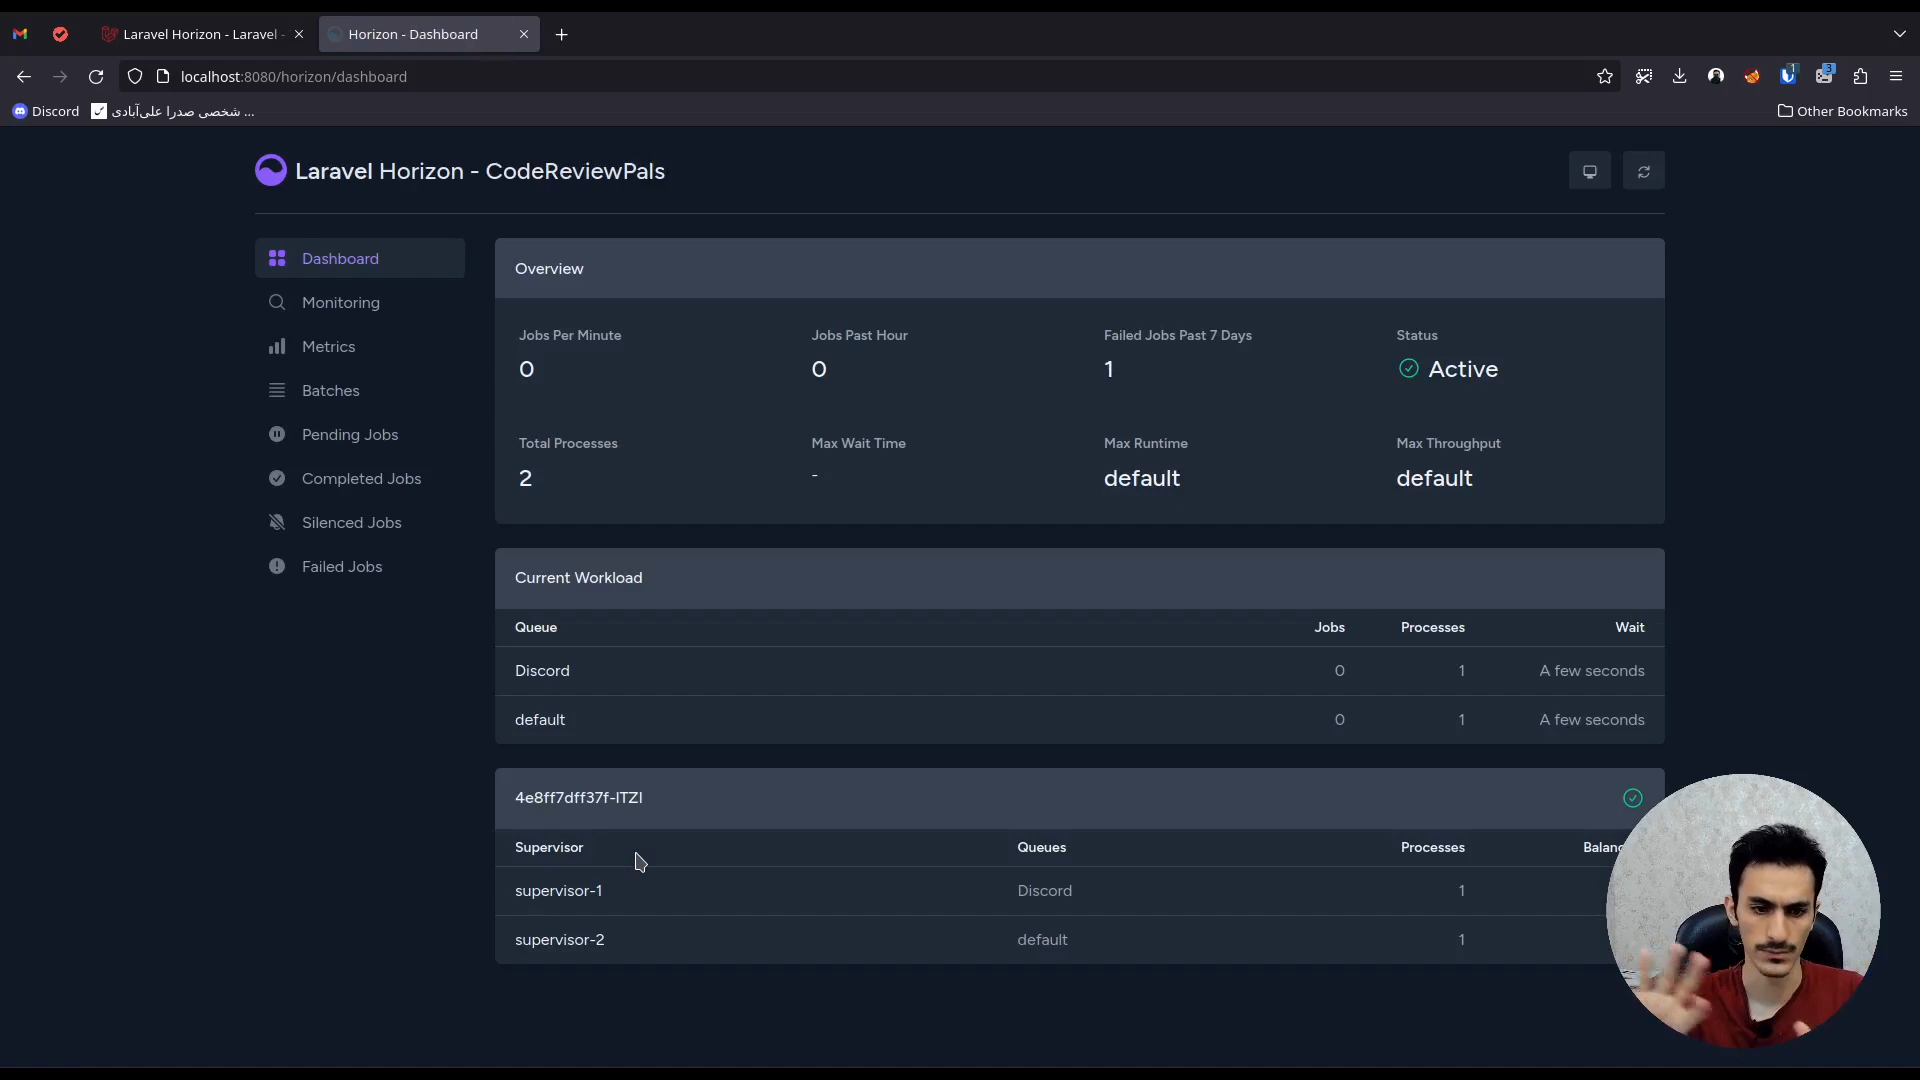 Laravel Horizon - Laravel -
Horizon - Dashboard
localhost:8080/horizon/dashboard
1
3
Discord
شخصی صدرا علی‌آبادی ...
Other Bookmarks
Laravel Horizon - CodeReviewPals
Dashboard
Monitoring
Metrics
Batches
Pending Jobs
Completed Jobs
Silenced Jobs
Failed Jobs
Overview
Jobs Per Minute
0
Jobs Past Hour
0
Failed Jobs Past 7 Days
1
Status
Active
Total Processes
2
Max Wait Time
-
Max Runtime
default
Max Throughput
default
Current Workload
Queue Jobs Processes Wait
Discord 0 1 A few seconds
default 0 1 A few seconds
Supervisor Queues Processes
supervisor-1 Discord 1
supervisor-2 default 1